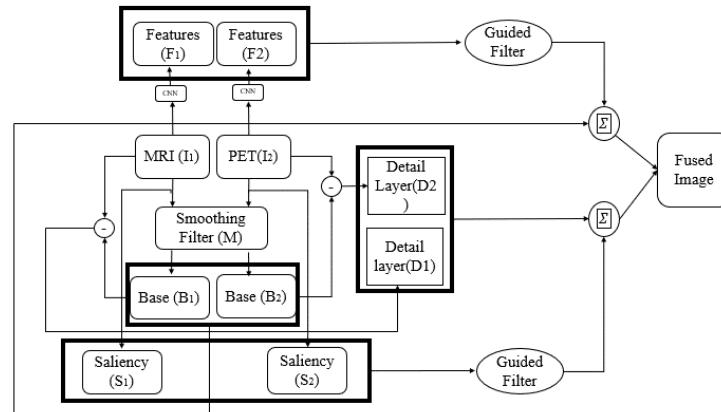 Features
(F₁)
Features
(F2)
Guided
Filter
CNN
CNN
Σ
MRI (I₁)
PET(I₂)
Detail
Layer(D2
)
Fused
Image
-
-
Σ
Smoothing
Filter (M)
Detail
layer(D1)
Base (B₁)
Base (B₂)
Saliency
(S₁)
Saliency
(S₂)
Guided
Filter